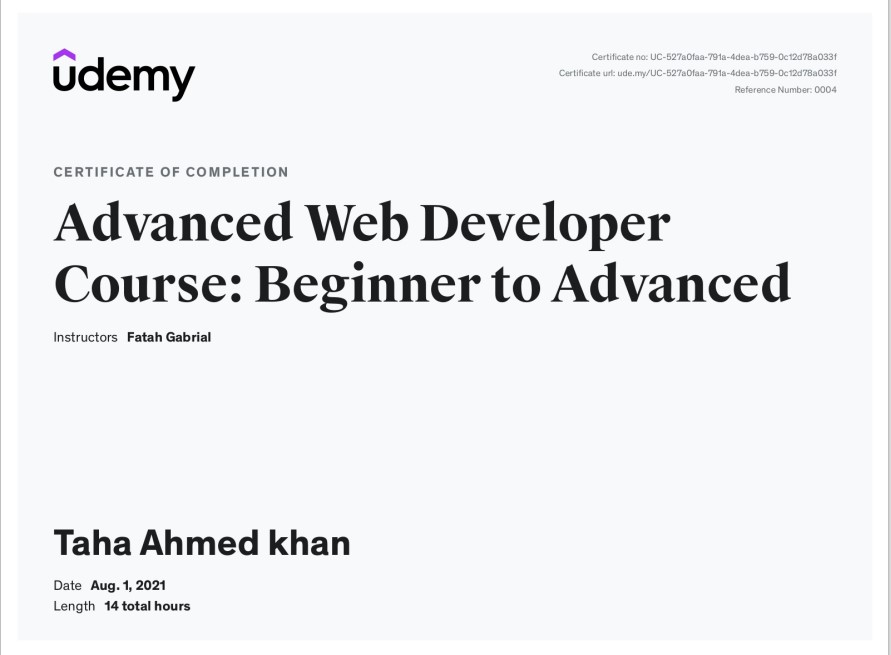 udemy
Certificate no: UC-527a0faa-791a-4dea-b759-0c12d78a033f
Certificate url: ude.my/UC-527a0faa-791a-4dea-b759-0c12d78a033f
Reference Number: 0004
CERTIFICATE OF COMPLETION
Advanced Web Developer
Course: Beginner to Advanced
Instructors Fatah Gabrial
Taha Ahmed khan
Date Aug. 1, 2021
Length 14 total hours